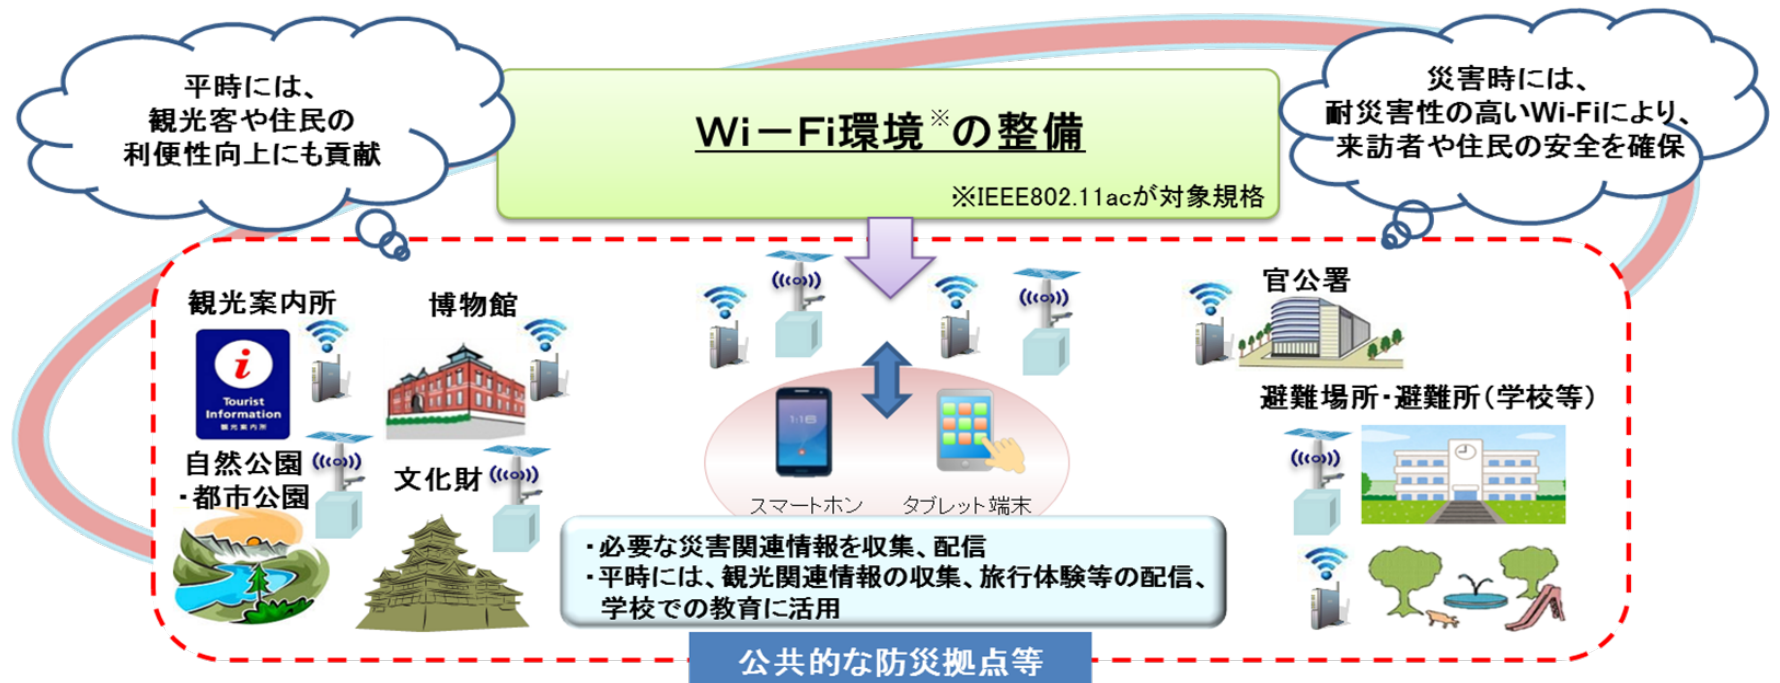 平時には、
観光客や住民の
利便性向上にも貢献
Wi－Fi環境※の整備
※IEEE802.11acが対象規格
災害時には、
耐災害性の高いWi-Fiにより、
来訪者や住民の安全を確保
観光案内所
博物館
官公署
i
Tourist
Information
観光案内所
1:16
避難場所・避難所（学校等）
自然公園
・都市公園
文化財
スマートホン
タブレット端末
・必要な災害関連情報を収集、配信
・平時には、観光関連情報の収集、旅行体験等の配信、
学校での教育に活用
公共的な防災拠点等